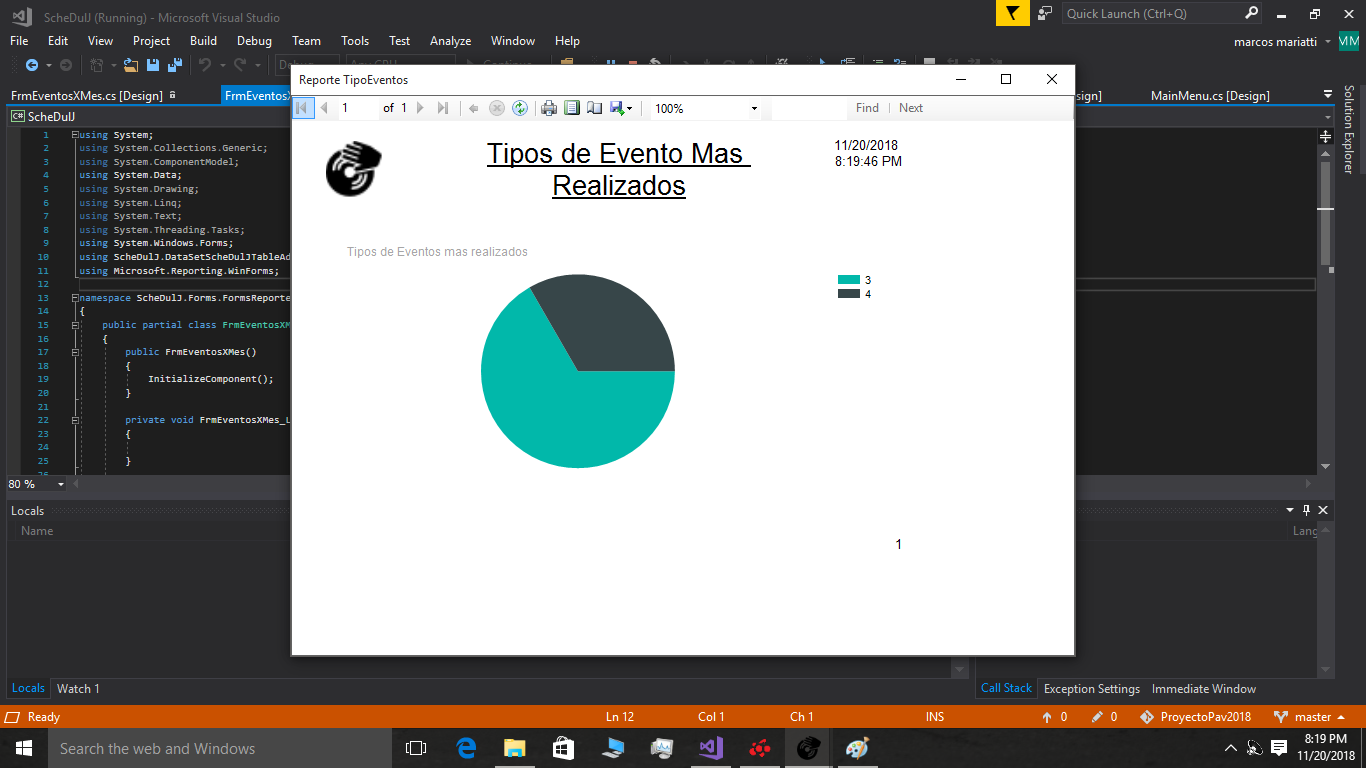 ScheDulJ (Running) - Microsoft Visual Studio
Quick Launch (Ctrl+Q)
File Edit View Project Build Debug Team Tools Test Analyze Window Help
marcos mariatti MM
Reporte TipoEventos
FrmEventosXMes.cs [Design]
FrmEventosX
MainMenu.cs [Design]
Solution Explorer
1 of 1
100%
Find | Next
C# ScheDulJ
1 using System;
2 using System.Collections.Generic;
3 using System.ComponentModel;
4 using System.Data;
5 using System.Drawing;
6 using System.Linq;
7 using System.Text;
8 using System.Threading.Tasks;
9 using System.Windows.Forms;
10 using ScheDulJ.DataSetScheDulJTableAd
11 using Microsoft.Reporting.WinForms;
12
13 namespace ScheDulJ.Forms.FormsReporte
14 {
15 public partial class FrmEventosXM
16 {
17 public FrmEventosXMes()
18 {
19 InitializeComponent();
20 }
21
22 private void FrmEventosXMes_L
23 {
24
25 }
Tipos de Evento Mas
Realizados
11/20/2018
8:19:46 PM
Tipos de Eventos mas realizados
3
4
1
80 %
Locals
Name
Lang
Locals Watch 1
Call Stack Exception Settings Immediate Window
Ready
Ln 12 Col 1 Ch 1 INS
0 0 ProyectoPav2018 master
Search the web and Windows
8:19 PM
11/20/2018